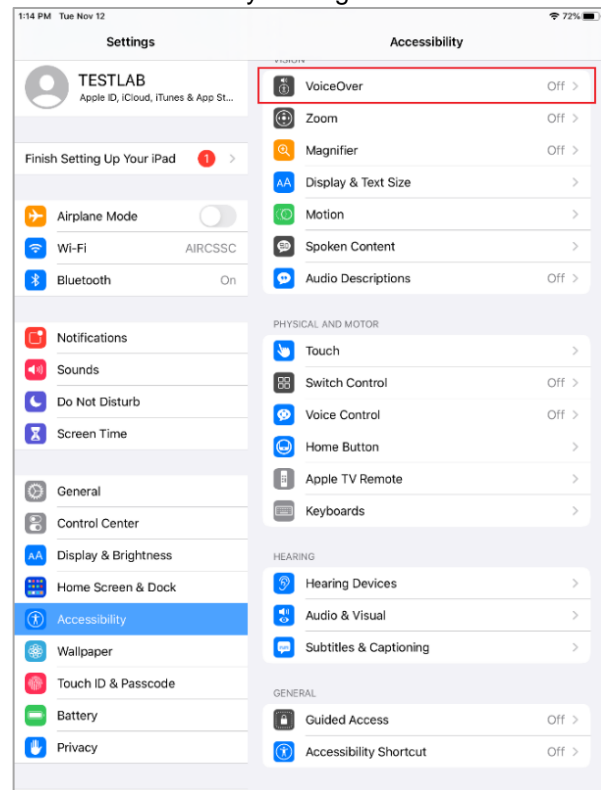 1:14 PM Tue Nov 12
72%
Settings
TESTLAB
Apple ID, iCloud, iTunes & App St...
Finish Setting Up Your iPad 1
Airplane Mode
Wi-Fi AIRCSSC
Bluetooth On
Notifications
Sounds
Do Not Disturb
Screen Time
General
Control Center
AA Display & Brightness
Home Screen & Dock
Accessibility
Wallpaper
Touch ID & Passcode
Battery
Privacy
Accessibility
VISION
VoiceOver Off
Zoom Off
Magnifier Off
AA Display & Text Size
Motion
Spoken Content
Audio Descriptions Off
PHYSICAL AND MOTOR
Touch
Switch Control Off
Voice Control Off
Home Button
Apple TV Remote
Keyboards
HEARING
Hearing Devices
Audio & Visual
Subtitles & Captioning
GENERAL
Guided Access Off
Accessibility Shortcut Off